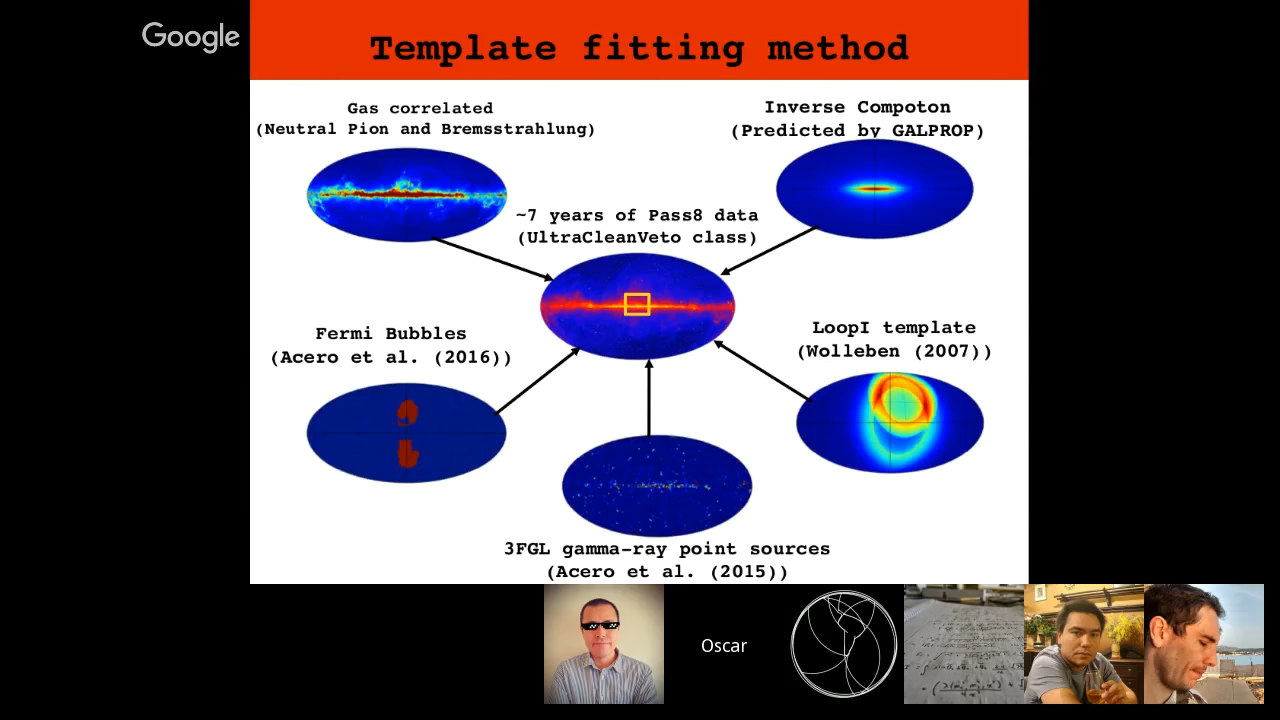 Google
Template fitting method
Gas correlated
(Neutral Pion and Bremsstrahlung)
Inverse Compoton
(Predicted by GALPROP)
~7 years of Pass8 data
(UltraCleanVeto class)
Fermi Bubbles
(Acero et al. (2016))
LoopI template
(Wolleben (2007))
3FGL gamma-ray point sources
(Acero et al. (2015))
Oscar